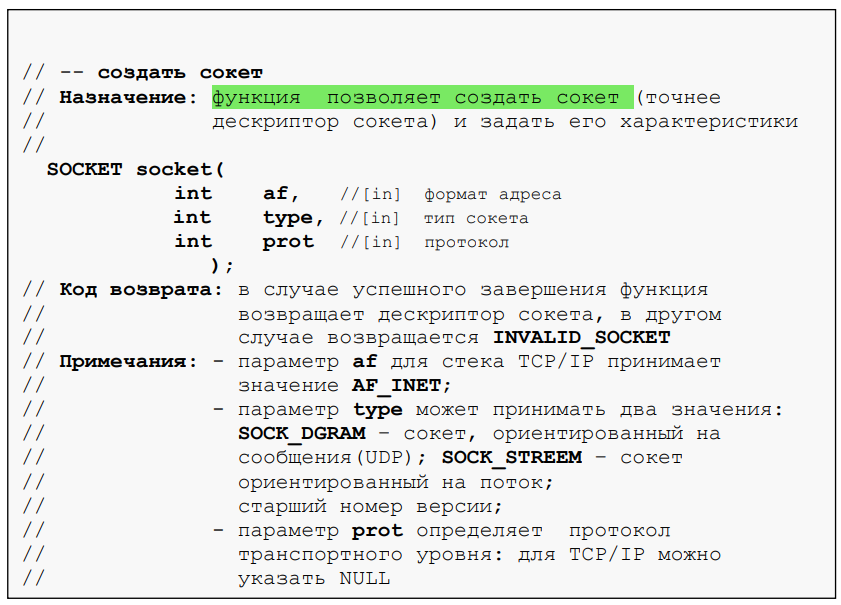 // -- создать сокет
// Назначение: функция позволяет создать сокет (точнее
// дескриптор сокета) и задать его характеристики
//
SOCKET socket(
int af, //[in] формат адреса
int type, //[in] тип сокета
int prot //[in] протокол
);
// Код возврата: в случае успешного завершения функция
// возвращает дескриптор сокета, в другом
// случае возвращается INVALID_SOCKET
// Примечания: - параметр af для стека TCP/IP принимает
// значение AF_INET;
// - параметр type может принимать два значения:
// SOCK_DGRAM – сокет, ориентированный на
// сообщения(UDP); SOCK_STREEM – сокет
// ориентированный на поток;
// старший номер версии;
// - параметр prot определяет протокол
// транспортного уровня: для TCP/IP можно
// указать NULL